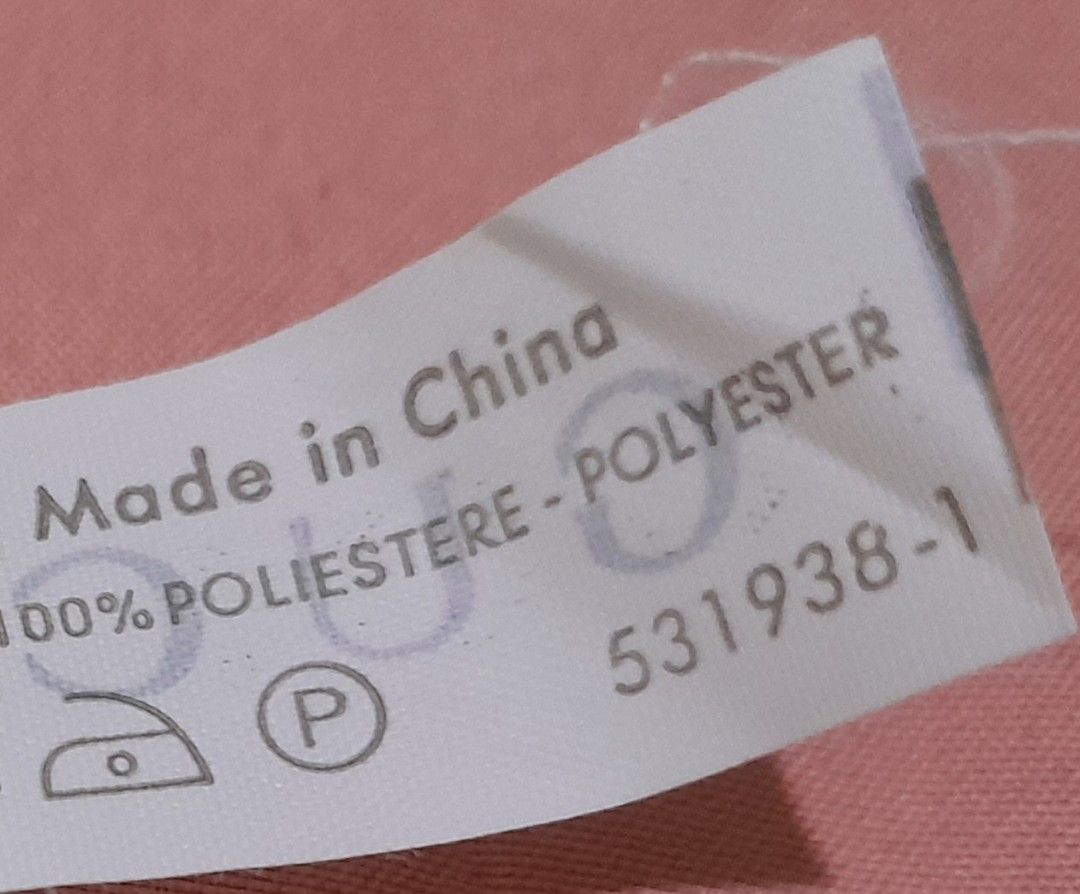 Made in China
100% POLIESTERE - POLYESTER
531938-1
P